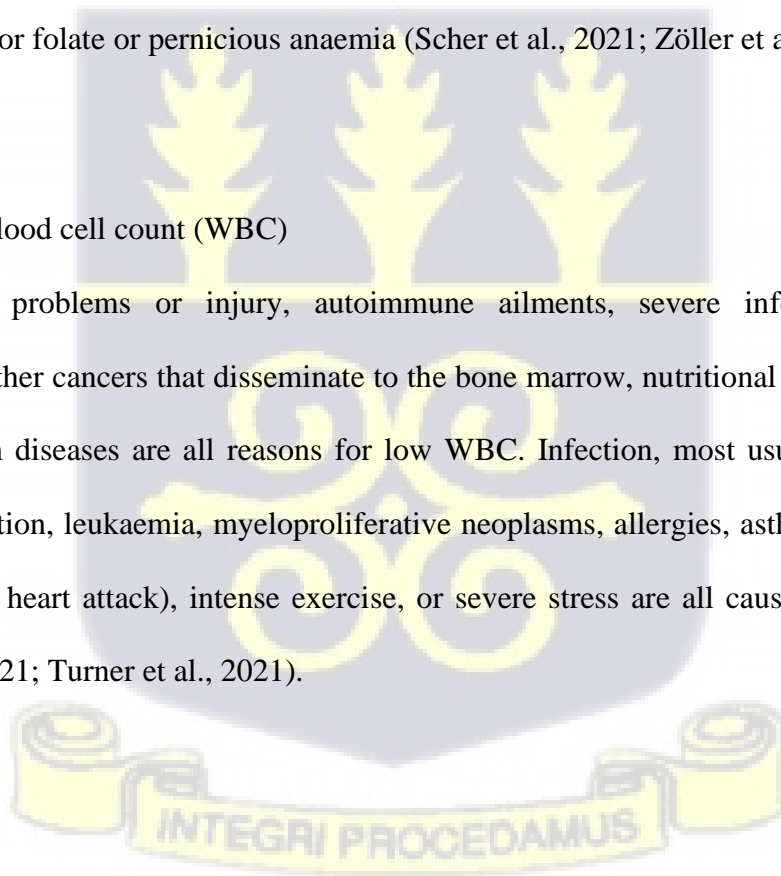 or folate or pernicious anaemia (Scher et al., 2021; Zöller et a
lood cell count (WBC)
problems or injury, autoimmune ailments, severe inf
ther cancers that disseminate to the bone marrow, nutritional
diseases are all reasons for low WBC. Infection, most usu
tion, leukaemia, myeloproliferative neoplasms, allergies, asth
heart attack), intense exercise, or severe stress are all caus
21; Turner et al., 2021).
INTEGRI PROCEDAMUS